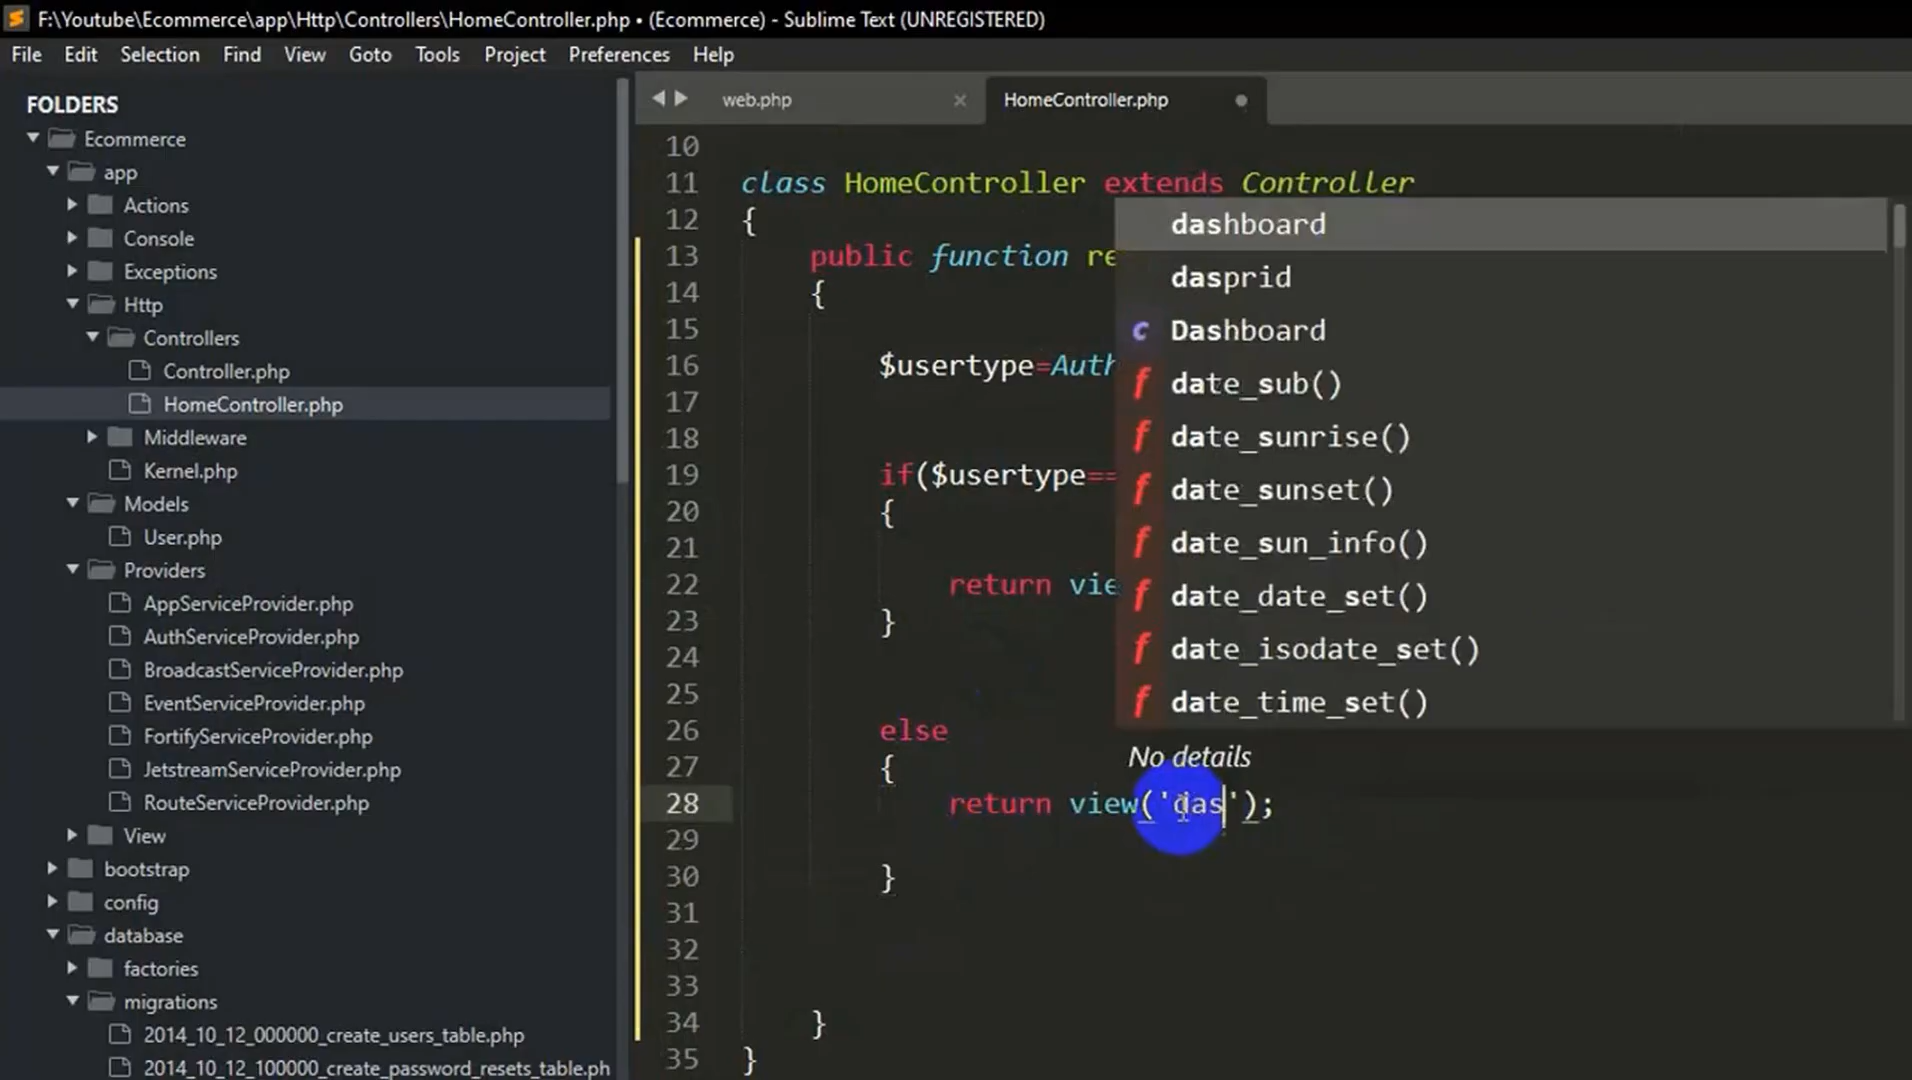 F:\Youtube\Ecommerce\app\Http\Controllers\HomeController.php • (Ecommerce) - Sublime Text (UNREGISTERED)
File Edit Selection Find View Goto Tools Project Preferences Help
FOLDERS
Ecommerce
app
Actions
Console
Exceptions
Http
Controllers
Controller.php
HomeController.php
Middleware
Kernel.php
Models
User.php
Providers
AppServiceProvider.php
AuthServiceProvider.php
BroadcastServiceProvider.php
EventServiceProvider.php
FortifyServiceProvider.php
JetstreamServiceProvider.php
RouteServiceProvider.php
View
bootstrap
config
database
factories
migrations
2014_10_12_000000_create_users_table.php
2014_10_12_100000_create_password_resets_table.ph
web.php HomeController.php
10
11 class HomeController extends Controller
12 {
13 public function re
14 {
15
16 $usertype=Auth
17
18
19 if($usertype==
20 {
21
22 return vie
23 }
24
25
26 else
27 {
28 return view('das');
29
30 }
31
32
33
34 }
35 }
dashboard
dasprid
c Dashboard
f date_sub()
f date_sunrise()
f date_sunset()
f date_sun_info()
f date_date_set()
f date_isodate_set()
f date_time_set()
No details